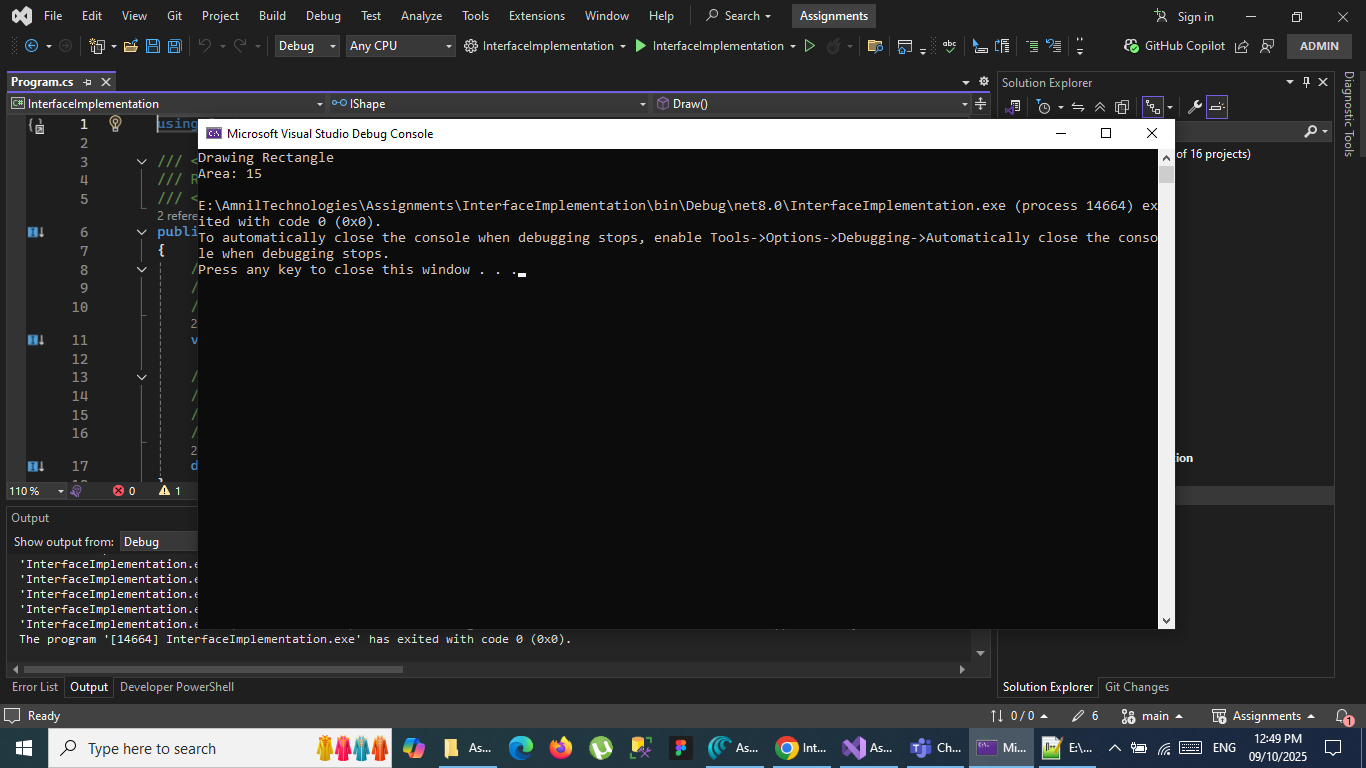 File Edit View Git Project Build Debug Test Analyze Tools Extensions Window Help Search Assignments Sign in
Debug Any CPU InterfaceImplementation InterfaceImplementation GitHub Copilot ADMIN
Program.cs
InterfaceImplementation IShape Draw()
Solution Explorer
Diagnostic Tools
of 16 projects)
1 using
2
3 /// <
4 /// R
5 /// <
2 refere
6 publi
7 {
8 /
9 /
10 /
2
11 v
12
13 /
14 /
15 /
16 /
2
17 d
110 % 0 1
Microsoft Visual Studio Debug Console
Drawing Rectangle
Area: 15
E:\AmnilTechnologies\Assignments\InterfaceImplementation\bin\Debug\net8.0\InterfaceImplementation.exe (process 14664) ex
ited with code 0 (0x0).
To automatically close the console when debugging stops, enable Tools->Options->Debugging->Automatically close the conso
le when debugging stops.
Press any key to close this window . . .
ion
Output
Show output from: Debug
'InterfaceImplementation.e
'InterfaceImplementation.e
'InterfaceImplementation.e
'InterfaceImplementation.e
'InterfaceImplementation.e
The program '[14664] InterfaceImplementation.exe' has exited with code 0 (0x0).
Error List Output Developer PowerShell
Solution Explorer Git Changes
Ready 0 / 0 6 main Assignments 1
Type here to search As... As... Int... As... Ch... Mi... E:\... ENG 12:49 PM
09/10/2025